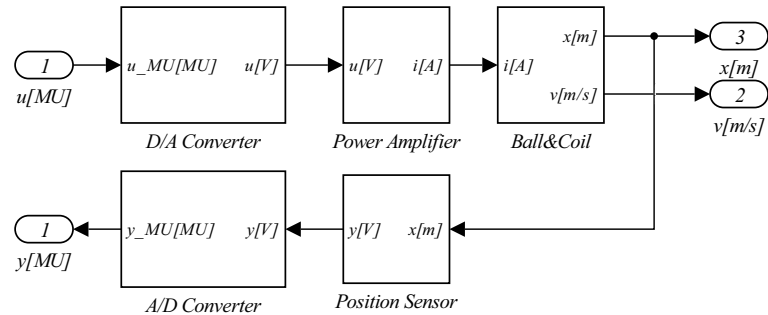 x[m]
3
1
u_MU[MU]
u[V]
u[V]
i[A]
i[A]
x[m]
u[MU]
v[m/s]
2
D/A Converter
Power Amplifier
Ball&Coil
v[m/s]
1
y_MU[MU]
y[V]
y[V]
x[m]
y[MU]
A/D Converter
Position Sensor